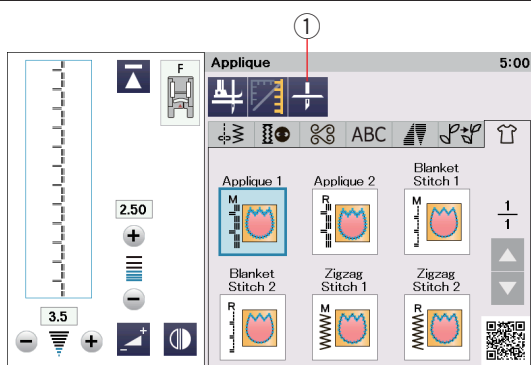 ①
Applique
5:00
F
ABC
2.50
3.5
Applique 1
Applique 2
Blanket
Stitch 1
M
R
M
1
1
Blanket
Stitch 2
Zigzag
Stitch 1
Zigzag
Stitch 2
R
M
R